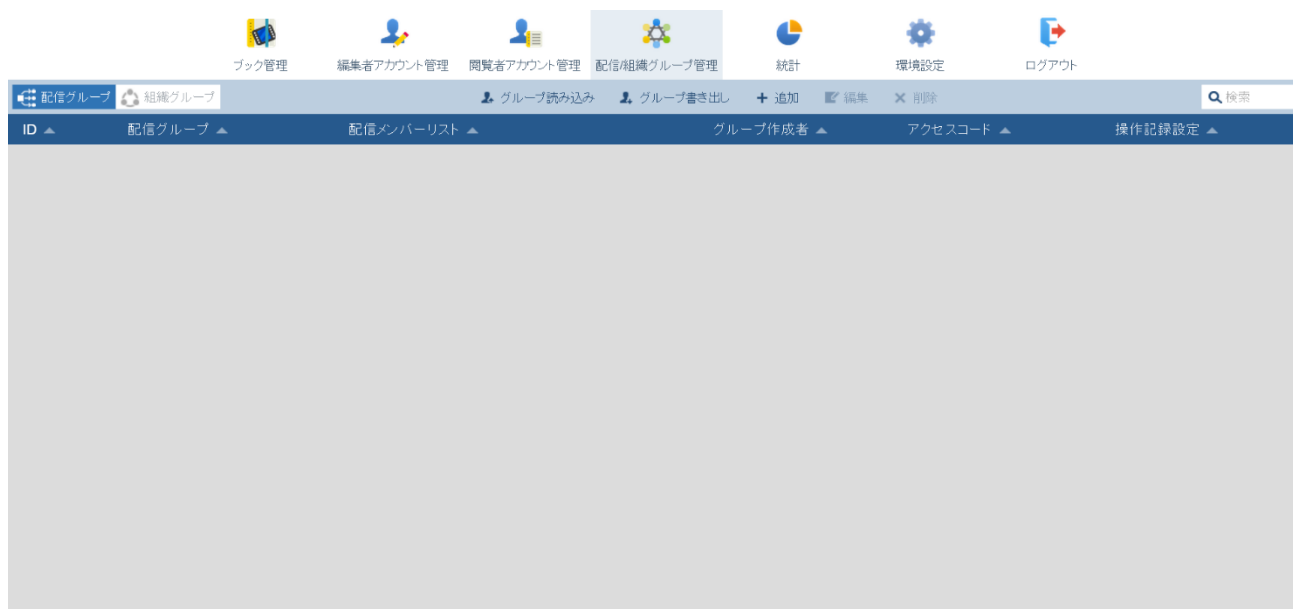 ブック管理 編集者アカウント管理 閲覧者アカウント管理 配信/組織グループ管理 統計 環境設定 ログアウト
配信グループ 組織グループ グループ読み込み グループ書き出し 追加 編集 削除 検索
ID 配信グループ 配信メンバーリスト グループ作成者 アクセスコード 操作記録設定